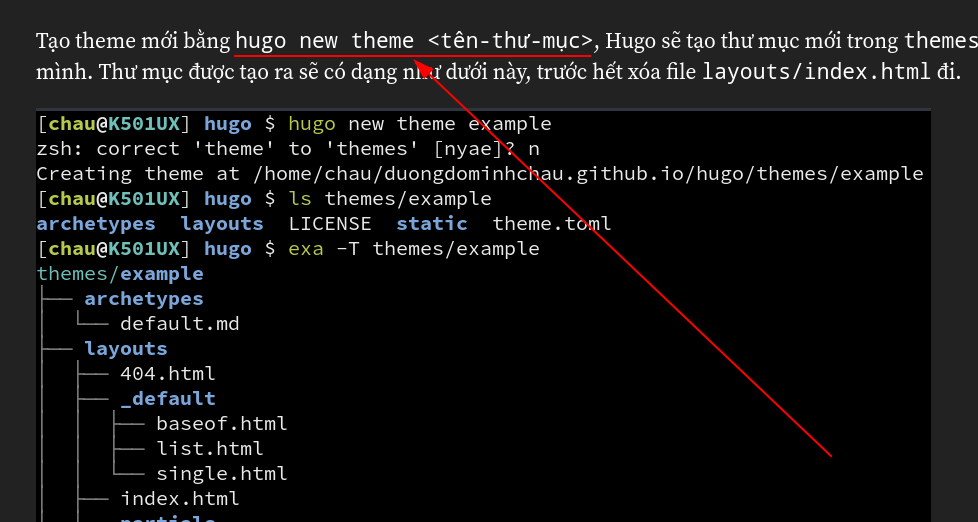 Tạo theme mới bằng hugo new theme <tên-thư-mục>, Hugo sẽ tạo thư mục mới trong themes
mình. Thư mục được tạo ra sẽ có dạng như dưới này, trước hết xóa file layouts/index.html đi.
[chau@K501UX] hugo $ hugo new theme example
zsh: correct 'theme' to 'themes' [nyae]? n
Creating theme at /home/chau/duongdominhchau.github.io/hugo/themes/example
[chau@K501UX] hugo $ ls themes/example
archetypes layouts LICENSE static theme.toml
[chau@K501UX] hugo $ exa -T themes/example
themes/example
├── archetypes
│  └── default.md
├── layouts
│  ├── 404.html
│  ├── _default
│  │  ├── baseof.html
│  │  ├── list.html
│  │  └── single.html
│  ├── index.html